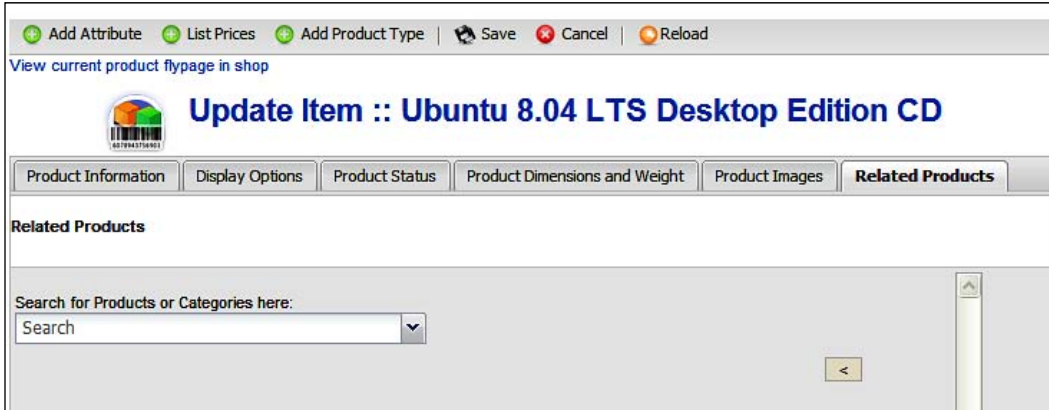 Add Attribute List Prices Add Product Type | Save Cancel | Reload
View current product flypage in shop
Update Item :: Ubuntu 8.04 LTS Desktop Edition CD
Product Information Display Options Product Status Product Dimensions and Weight Product Images Related Products
Related Products
Search for Products or Categories here:
Search
<